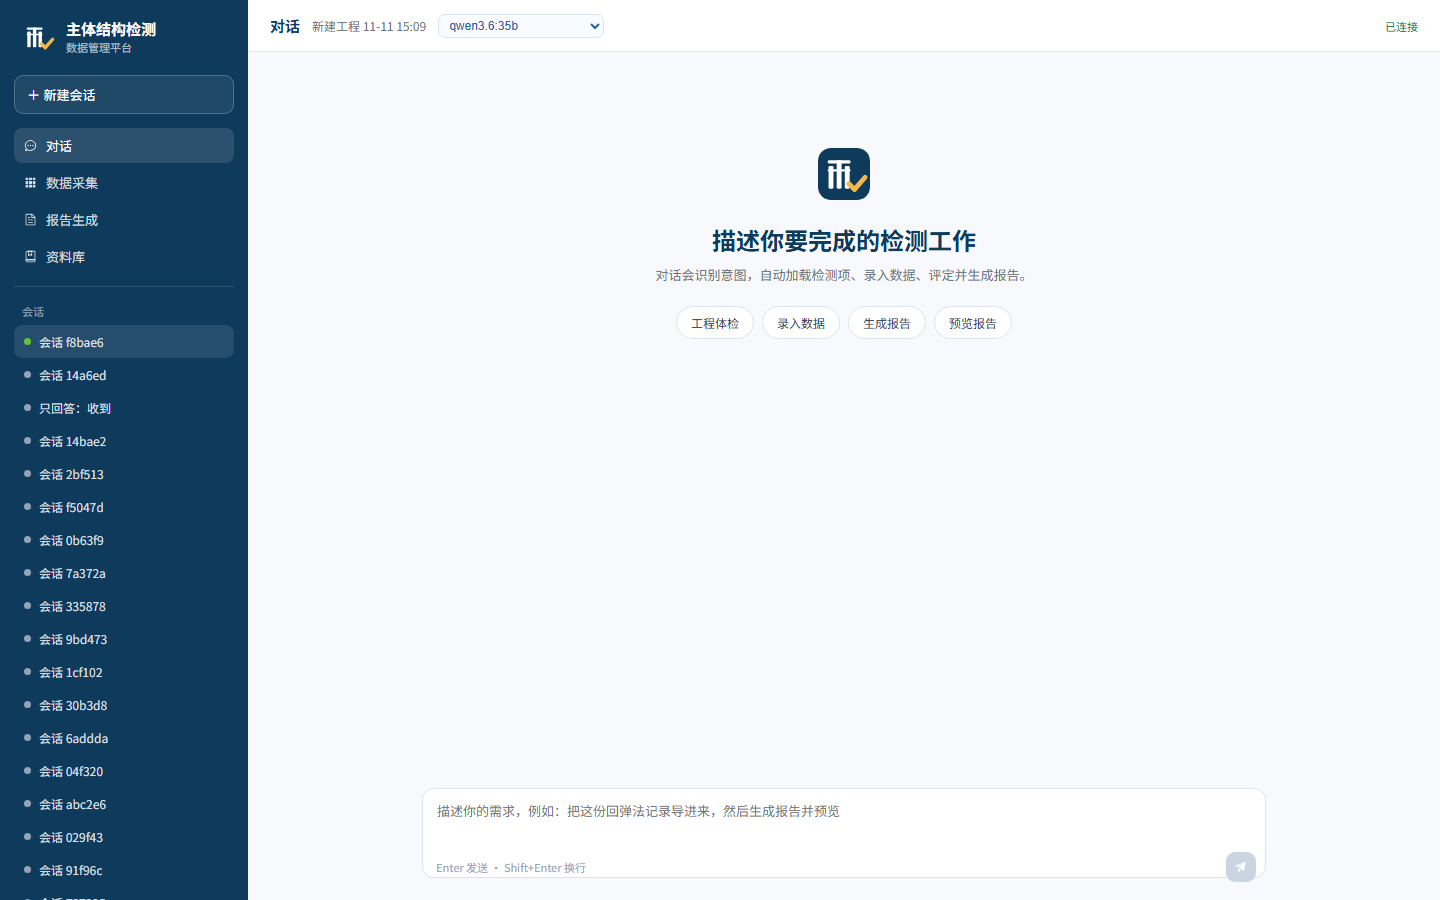 主体结构检测
数据管理平台
+ 新建会话
对话
数据采集
报告生成
资料库
会话
会话 f8bae6
会话 14a6ed
只回答：收到
会话 14bae2
会话 2bf513
会话 f5047d
会话 0b63f9
会话 7a372a
会话 335878
会话 9bd473
会话 1cf102
会话 30b3d8
会话 6addda
会话 04f320
会话 abc2e6
会话 029f43
会话 91f96c
对话 新建工程 11-11 15:09 qwen3.6:35b 已连接
描述你要完成的检测工作
对话会识别意图，自动加载检测项、录入数据、评定并生成报告。
工程体检 录入数据 生成报告 预览报告
描述你的需求，例如：把这份回弹法记录导进来，然后生成报告并预览
Enter 发送 · Shift+Enter 换行